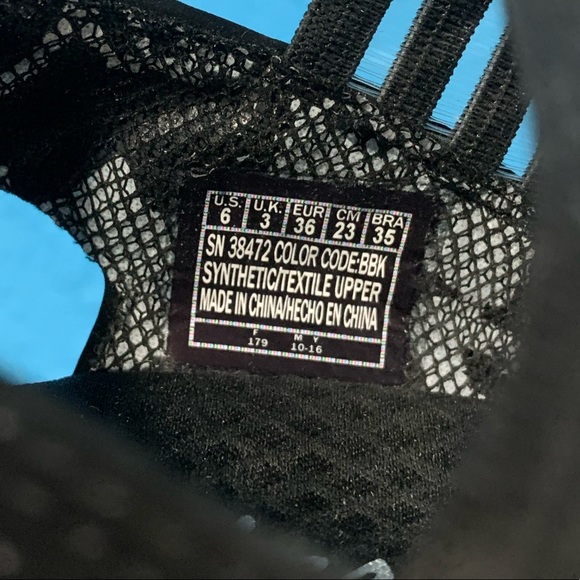 U.S. U.K. EUR CM BRA
6 3 36 23 35
SN 38472 COLOR CODE:BBK
SYNTHETIC/TEXTILE UPPER
MADE IN CHINA/HECHO EN CHINA
F M Y
179 10-16